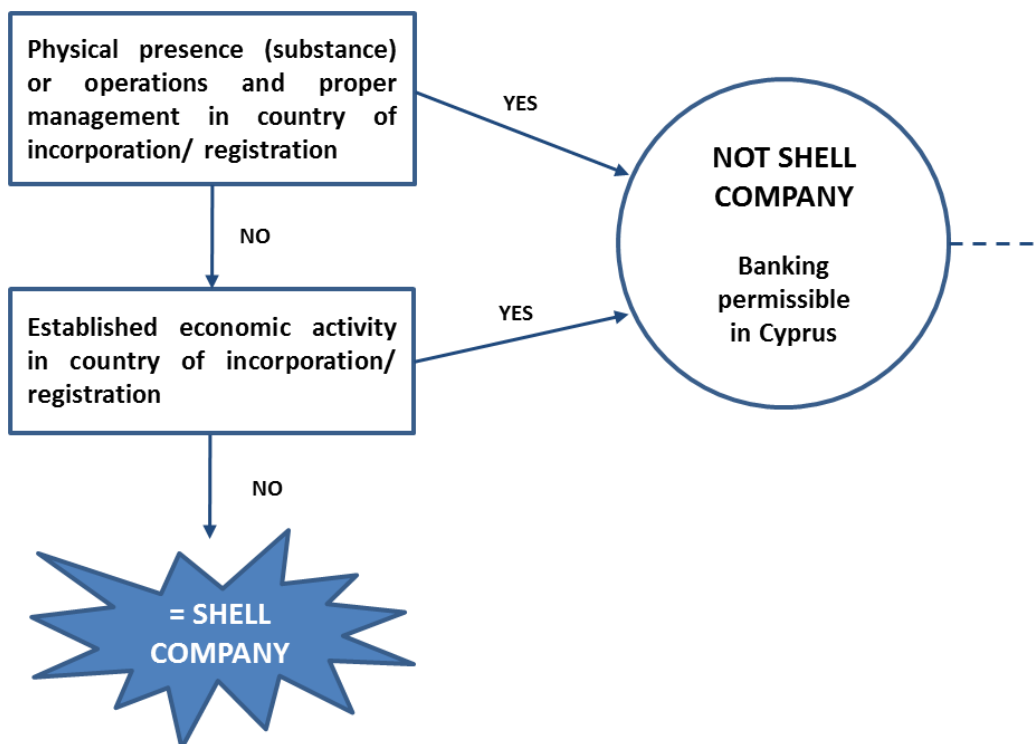 Physical presence (substance)
or operations and proper
management in country of
incorporation/ registration
YES
NOT SHELL
COMPANY
Banking
permissible
in Cyprus
NO
Established economic activity
in country of incorporation/
registration
YES
NO
= SHELL
COMPANY